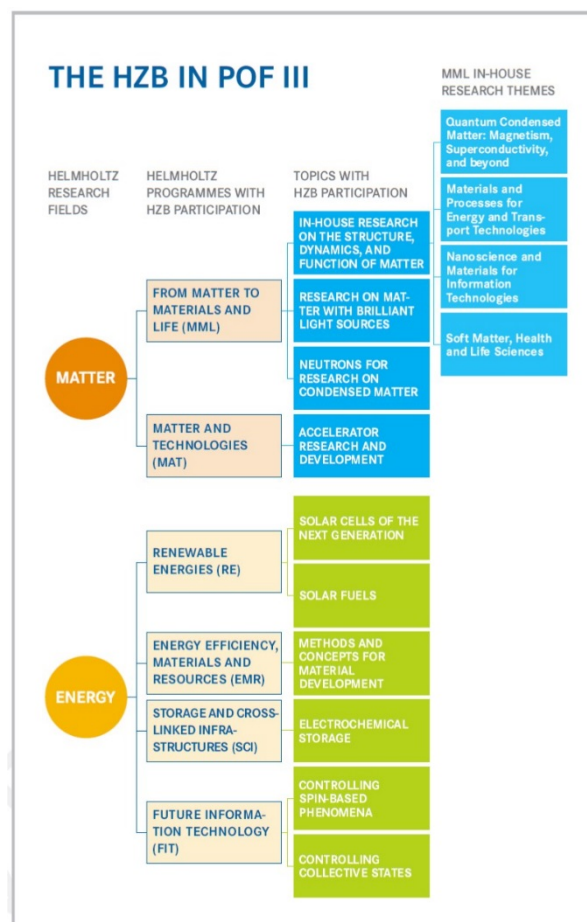 THE HZB IN POF III
MML IN-HOUSE
RESEARCH THEMES
HELMHOLTZ
RESEARCH
FIELDS
HELMHOLTZ
PROGRAMMES WITH
HZB PARTICIPATION
TOPICS WITH
HZB PARTICIPATION
Quantum Condensed
Matter: Magnetism,
Superconductivity,
and beyond
Materials and
Processes for
Energy and Trans-
port Technologies
Nanoscience and
Materials for
Information
Technologies
Soft Matter, Health
and Life Sciences
MATTER
FROM MATTER TO
MATERIALS AND
LIFE (MML)
IN-HOUSE RESEARCH
ON THE STRUCTURE,
DYNAMICS, AND
FUNCTION OF MATTER
RESEARCH ON MAT-
TER WITH BRILLIANT
LIGHT SOURCES
NEUTRONS FOR
RESEARCH ON
CONDENSED MATTER
MATTER AND
TECHNOLOGIES
(MAT)
ACCELERATOR
RESEARCH AND
DEVELOPMENT
ENERGY
RENEWABLE
ENERGIES (RE)
SOLAR CELLS OF THE
NEXT GENERATION
SOLAR FUELS
ENERGY EFFICIENCY,
MATERIALS AND
RESOURCES (EMR)
METHODS AND
CONCEPTS FOR
MATERIAL
DEVELOPMENT
STORAGE AND CROSS-
LINKED INFRA-
STRUCTURES (SCI)
ELECTROCHEMICAL
STORAGE
FUTURE INFORMA-
TION TECHNOLOGY
(FIT)
CONTROLLING
SPIN-BASED
PHENOMENA
CONTROLLING
COLLECTIVE STATES